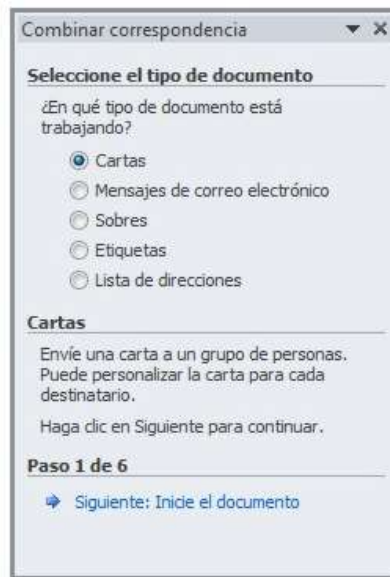 Combinar correspondencia
Seleccione el tipo de documento
¿En qué tipo de documento está
trabajando?
Cartas
Mensajes de correo electrónico
Sobres
Etiquetas
Lista de direcciones
Cartas
Envíe una carta a un grupo de personas.
Puede personalizar la carta para cada
destinatario.
Haga clic en Siguiente para continuar.
Paso 1 de 6
Siguiente: Inicie el documento